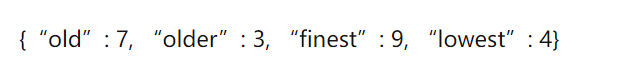 { “old” : 7, “older” : 3, “finest” : 9, “lowest” : 4}